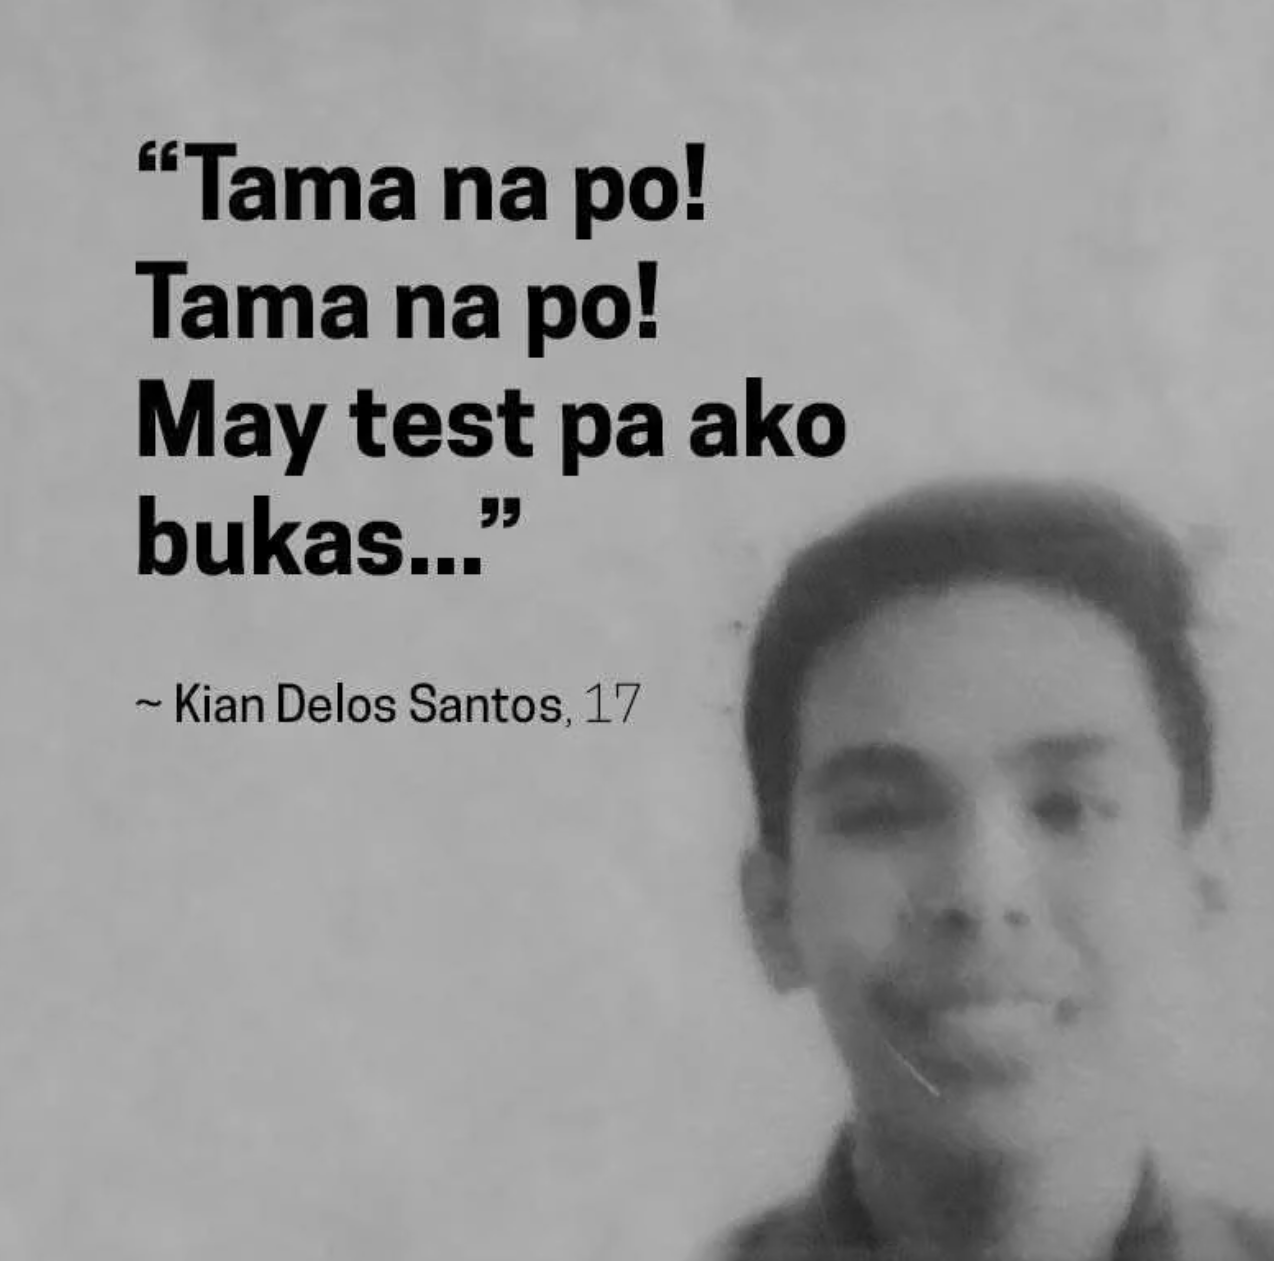 “Tama na po!
Tama na po!
May test pa ako
bukas...”
~ Kian Delos Santos, 17